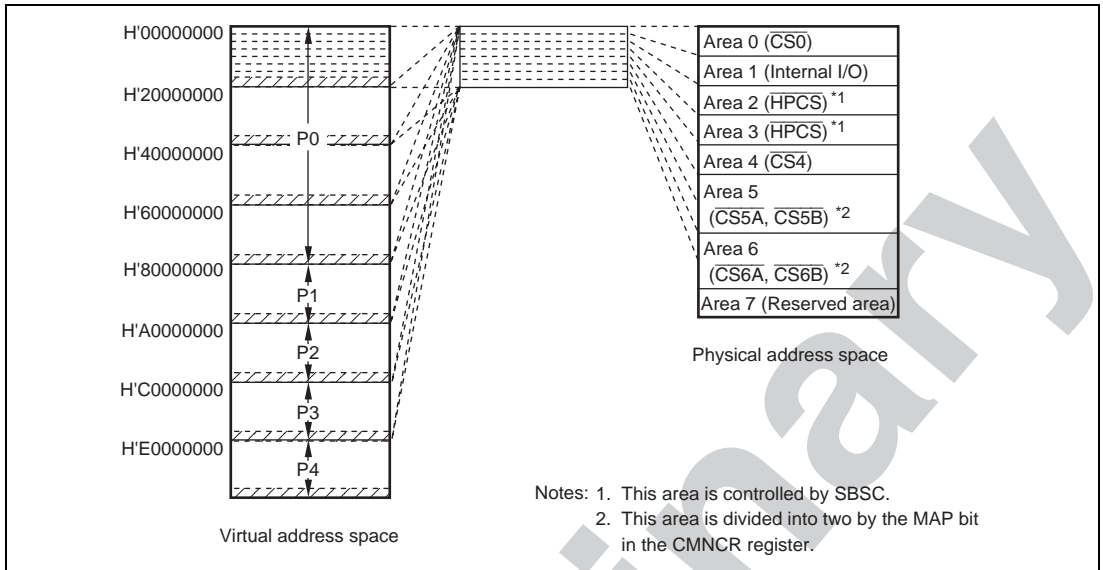 H'00000000
H'20000000
H'40000000
H'60000000
H'80000000
H'A0000000
H'C0000000
H'E0000000
P0
P1
P2
P3
P4
Virtual address space
Area 0 (CS0)
Area 1 (Internal I/O)
Area 2 (HPCS) *1
Area 3 (HPCS) *1
Area 4 (CS4)
Area 5
(CS5A, CS5B) *2
Area 6
(CS6A, CS6B) *2
Area 7 (Reserved area)
Physical address space
Notes: 1. This area is controlled by SBSC.
2. This area is divided into two by the MAP bit
in the CMNCR register.
inary